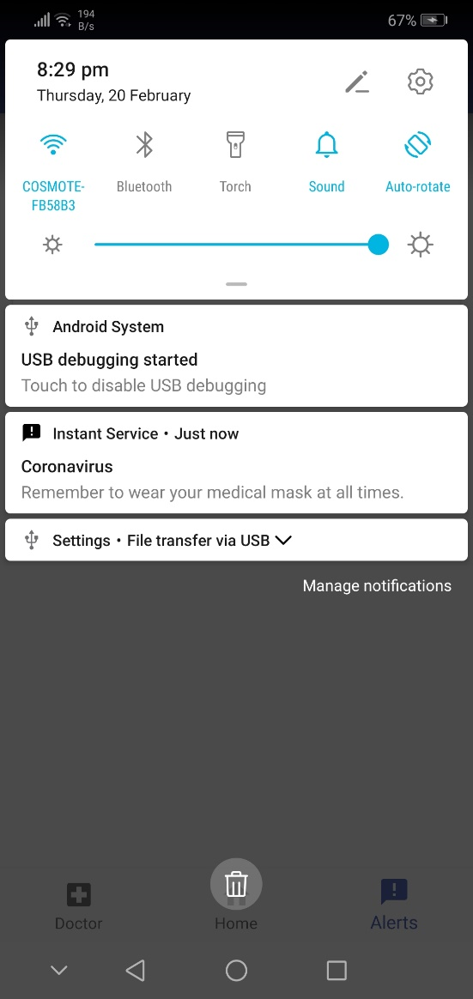 194
B/s
67%
8:29 pm
Thursday, 20 February
COSMOTE-
FB58B3
Bluetooth
Torch
Sound
Auto-rotate
Android System
USB debugging started
Touch to disable USB debugging
Instant Service • Just now
Coronavirus
Remember to wear your medical mask at all times.
Settings • File transfer via USB
Manage notifications
Doctor
Home
Alerts